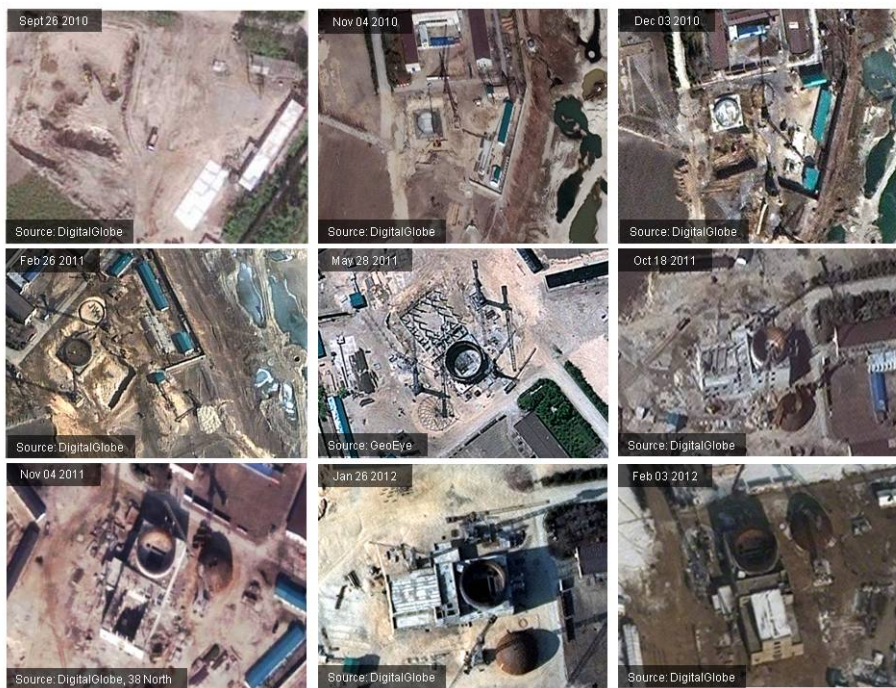 Sept 26 2010
Nov 04 2010
Dec 03 2010
Source: DigitalGlobe
Source: DigitalGlobe
Source: DigitalGlobe
Feb 26 2011
May 28 2011
Oct 18 2011
Source: DigitalGlobe
Source: GeoEye
Source: DigitalGlobe
Nov 04 2011
Jan 26 2012
Feb 03 2012
Source: DigitalGlobe, 38 North
Source: DigitalGlobe
Source: DigitalGlobe